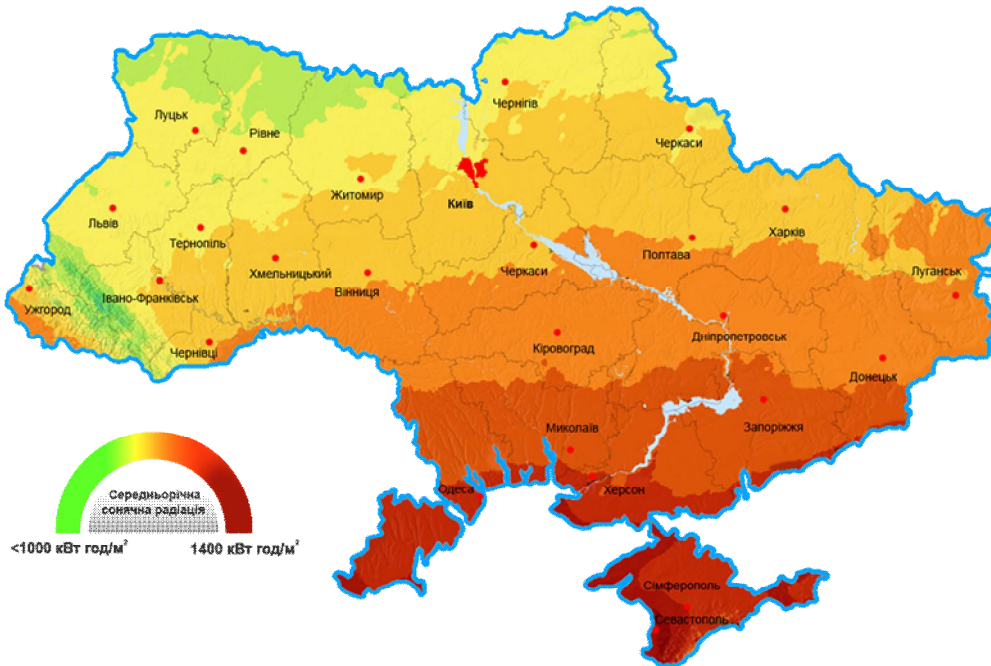 Чернігів
Луцьк
Рівне
Черкаси
Житомир
Київ
Львів
Тернопіль
Харків
Хмельницький
Черкаси
Полтава
Вінниця
Луганськ
Івано-Франківськ
Ужгород
Чернівці
Кіровоград
Дніпропетровськ
Донецьк
Миколаїв
Запоріжжя
Одеса
Херсон
Середньорічна
сонячна радіація
<1000 кВт год/м²
1400 кВт год/м²
Сімферополь
Севастополь